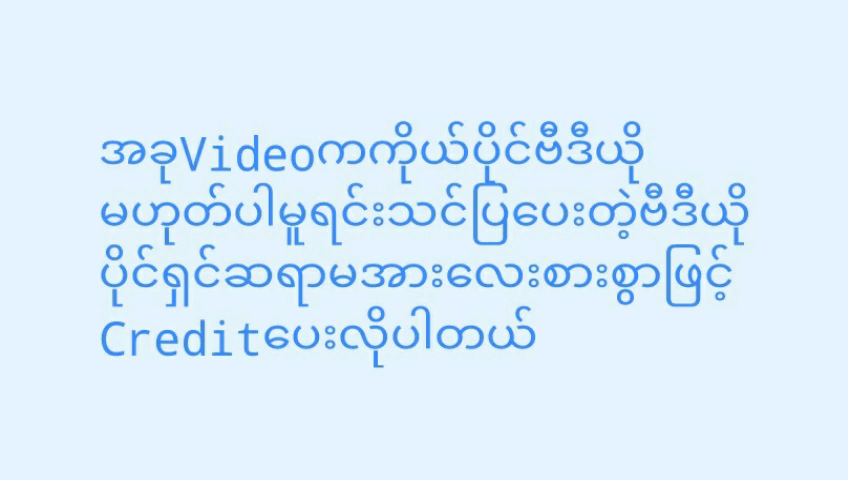 အခုVideoကကိုယ်ပိုင်ဗီဒီယို
မဟုတ်ပါမူရင်းသင်ပြပေးတဲ့ဗီဒီယို
ပိုင်ရှင်ဆရာမအားလေးစားစွာဖြင့်
Creditပေးလိုပါတယ်